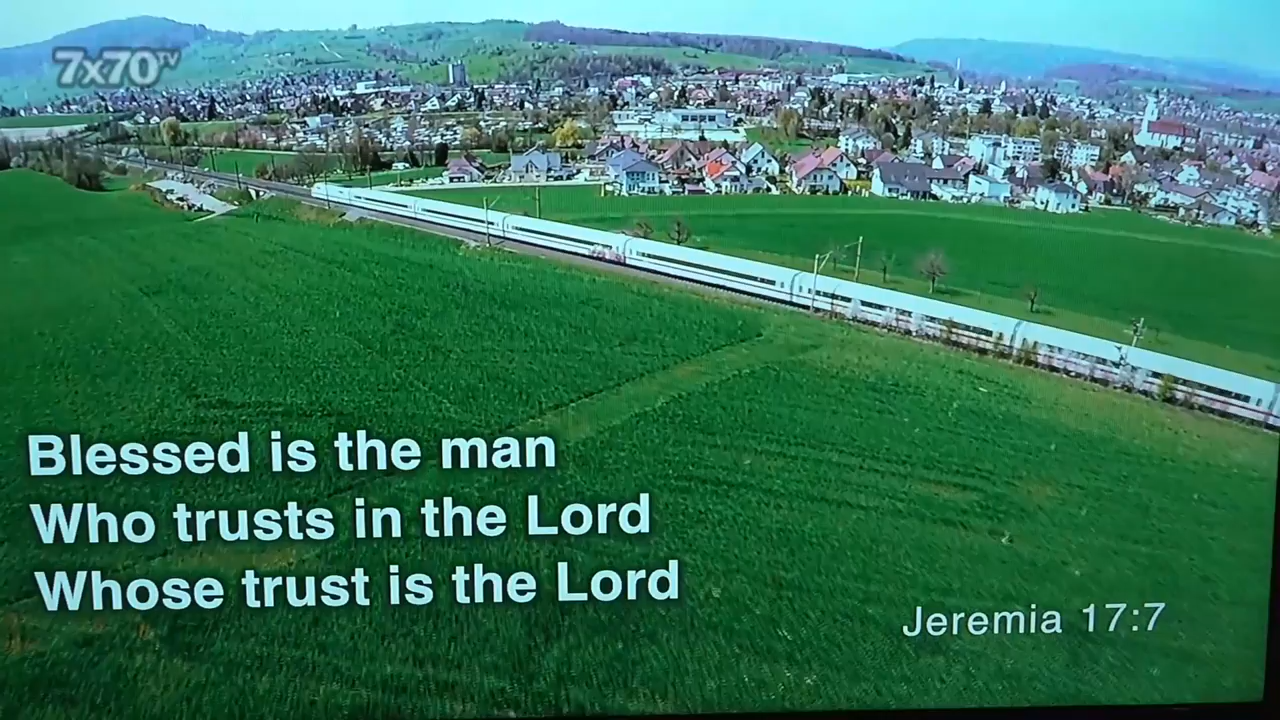 7x70TV
Blessed is the man
Who trusts in the Lord
Whose trust is the Lord
Jeremia 17:7